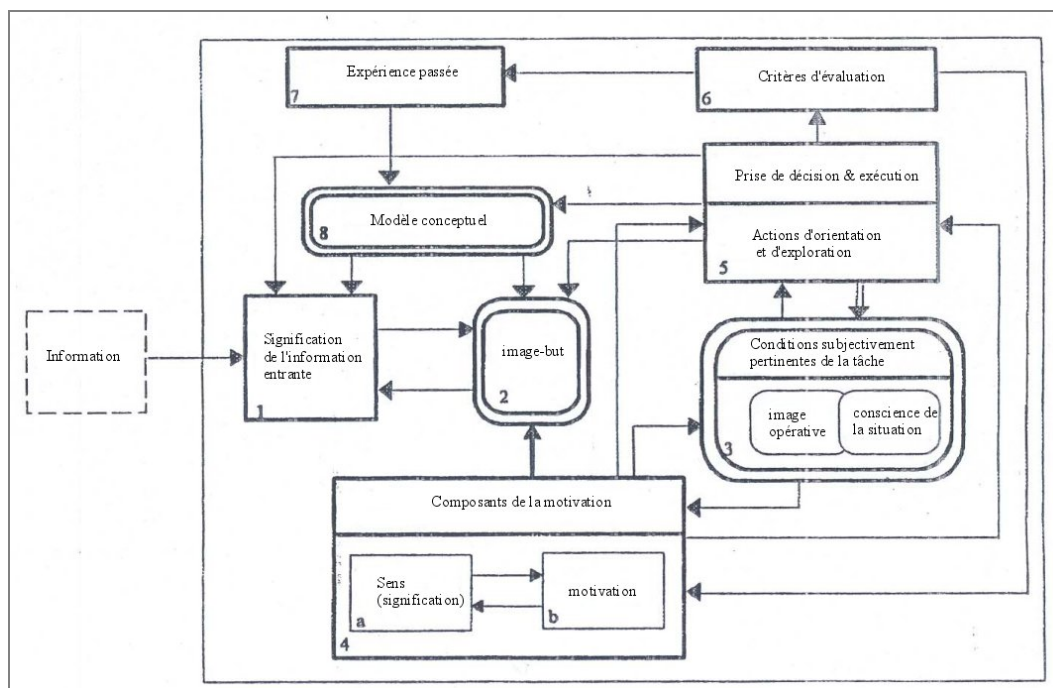 Expérience passée
7
Critères d'évaluation
6
Prise de décision & exécution
Actions d'orientation
et d'exploration
5
Modèle conceptuel
8
Information
Signification
de l'information
entrante
1
image-but
2
Conditions subjectivement
pertinentes de la tâche
image
opérative
conscience de
la situation
3
Composants de la motivation
Sens
(signification)
a
motivation
b
4